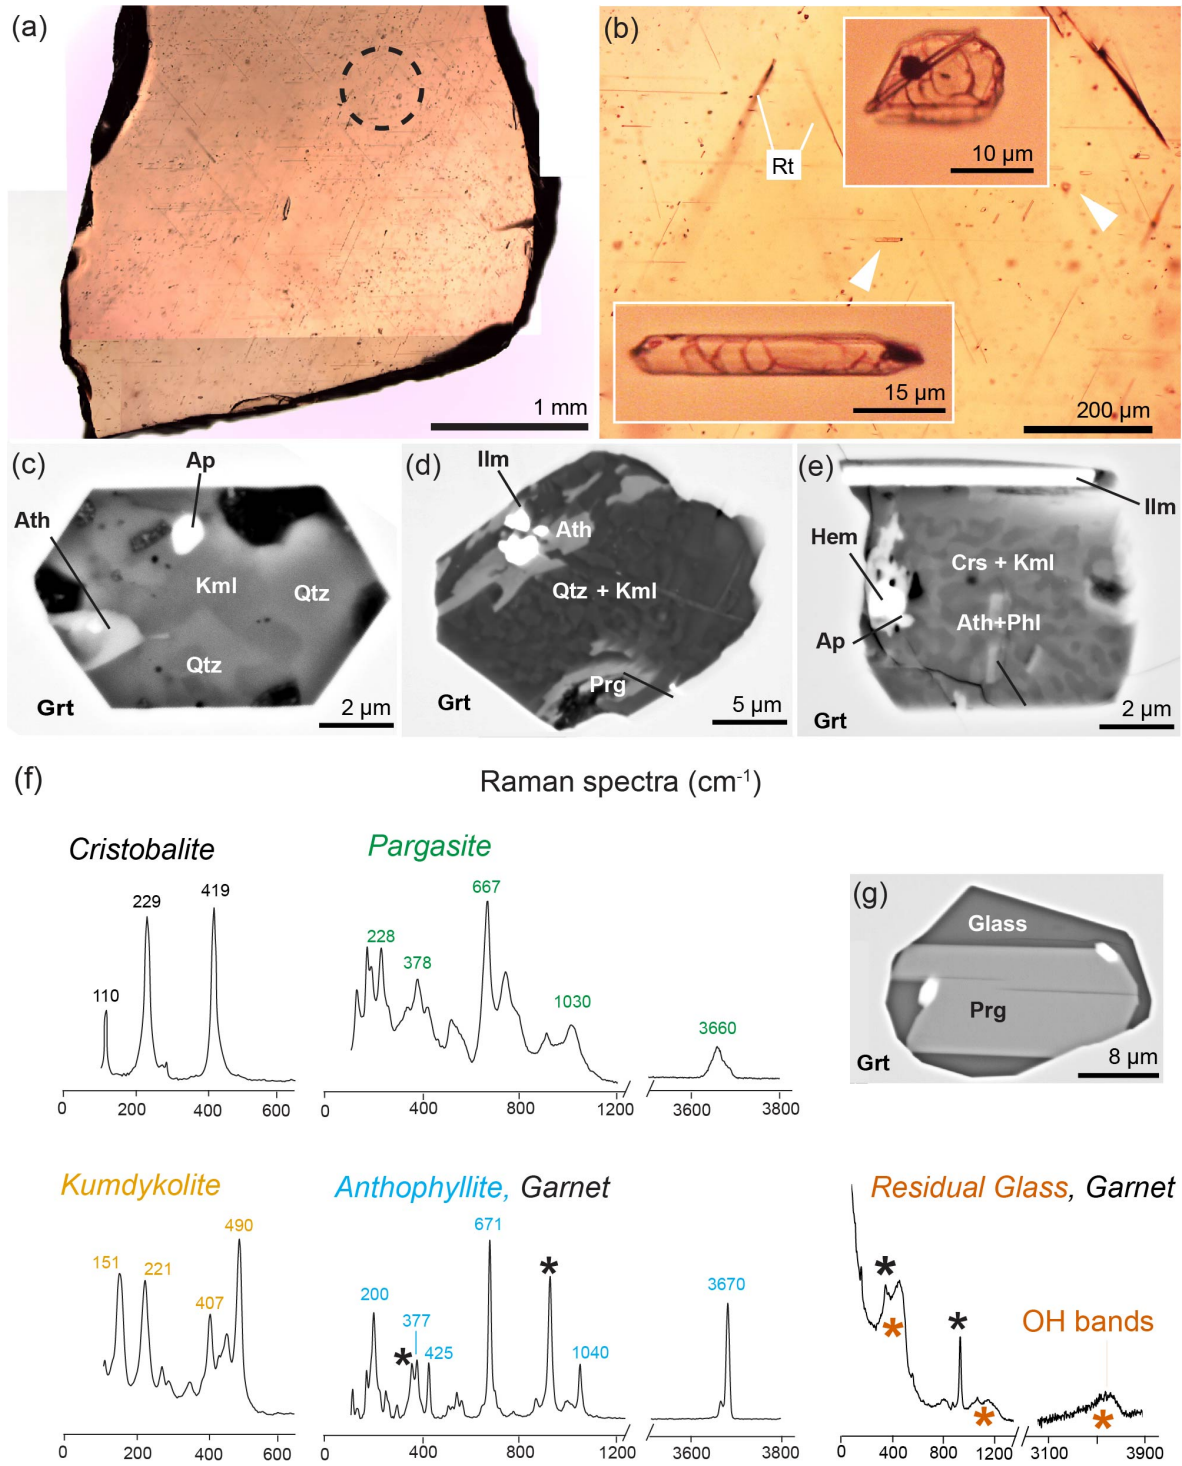 (a)
1 mm
(b)
Rt
10 µm
15 µm
200 µm
(c)
Ap
Ath
Kml
Qtz
Qtz
Grt
2 µm
(d)
Ilm
Ath
Qtz + Kml
Prg
Grt
5 µm
(e)
Ilm
Hem
Crs + Kml
Ath+Phl
Ap
Grt
2 µm
(f)
Raman spectra (cm-1)
Cristobalite
110
229
419
0 200 400 600
Pargasite
228
378
667
1030
3660
0 400 800 1200 3600 3800
(g)
Glass
Prg
Grt
8 µm
Kumdykolite
151
221
407
490
0 200 400 600
Anthophyllite, Garnet
200
*
377
425
671
*
1040
3670
0 400 800 1200 3600 3800
Residual Glass, Garnet
*
*
*
*
OH bands
*
0 400 800 1200 3100 3900